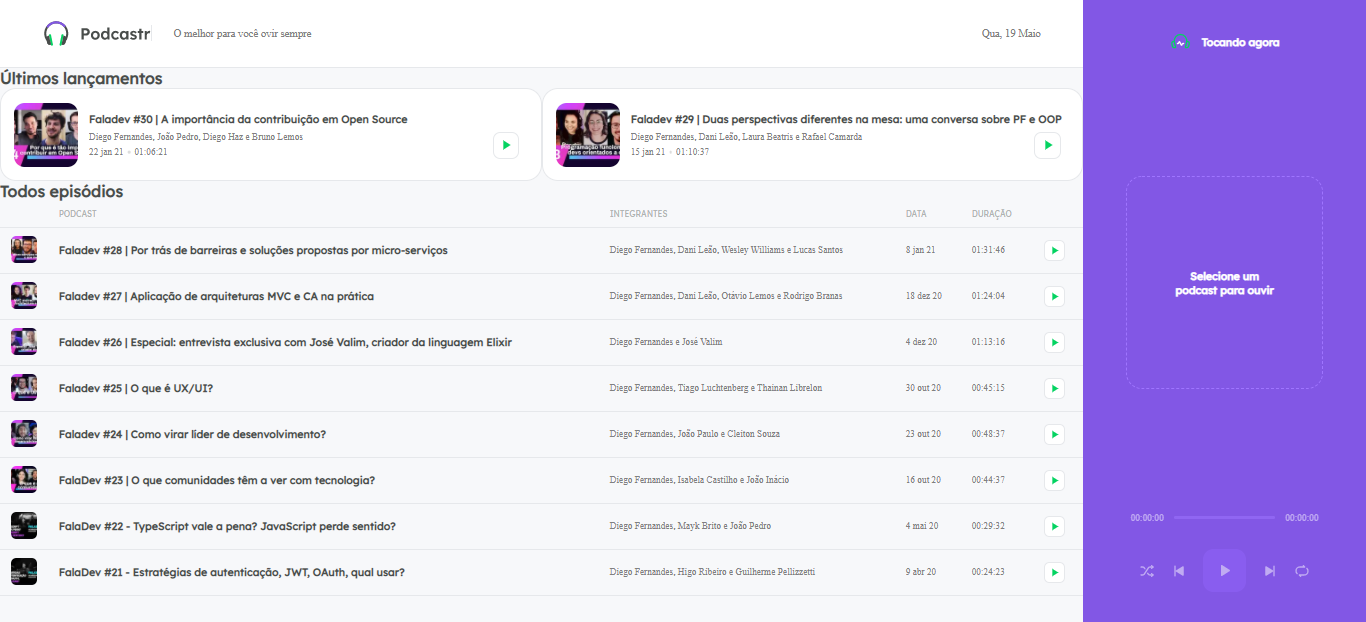 Podcastr
O melhor para você ovir sempre
Qua, 19 Maio
Últimos lançamentos
Faladev #30 | A importância da contribuição em Open Source
Diego Fernandes, João Pedro, Diego Haz e Bruno Lemos
22 jan 21 • 01:06:21
Faladev #29 | Duas perspectivas diferentes na mesa: uma conversa sobre PF e OOP
Diego Fernandes, Dani Leão, Laura Beatris e Rafael Camarda
15 jan 21 • 01:10:37
Todos episódios
PODCAST INTEGRANTES DATA DURAÇÃO
Faladev #28 | Por trás de barreiras e soluções propostas por micro-serviços Diego Fernandes, Dani Leão, Wesley Williams e Lucas Santos 8 jan 21 01:31:46
Faladev #27 | Aplicação de arquiteturas MVC e CA na prática Diego Fernandes, Dani Leão, Otávio Lemos e Rodrigo Branas 18 dez 20 01:24:04
Faladev #26 | Especial: entrevista exclusiva com José Valim, criador da linguagem Elixir Diego Fernandes e José Valim 4 dez 20 01:13:16
Faladev #25 | O que é UX/UI? Diego Fernandes, Tiago Luchtenberg e Thainan Librelon 30 out 20 00:45:15
Faladev #24 | Como virar líder de desenvolvimento? Diego Fernandes, João Paulo e Cleiton Souza 23 out 20 00:48:37
FalaDev #23 | O que comunidades têm a ver com tecnologia? Diego Fernandes, Isabela Castilho e João Inácio 16 out 20 00:44:37
FalaDev #22 - TypeScript vale a pena? JavaScript perde sentido? Diego Fernandes, Mayk Brito e João Pedro 4 mai 20 00:29:32
FalaDev #21 - Estratégias de autenticação, JWT, OAuth, qual usar? Diego Fernandes, Higo Ribeiro e Guilherme Pellizzetti 9 abr 20 00:24:23
Tocando agora
Selecione um
podcast para ouvir
00:00:00 00:00:00